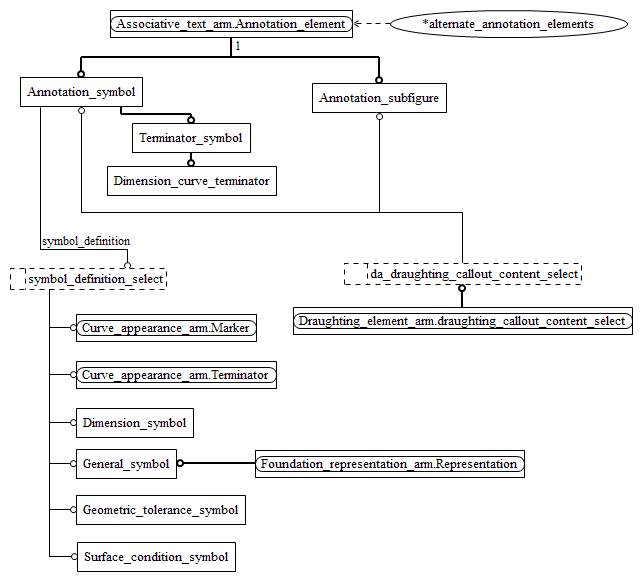 Associative_text_arm.Annotation_element
*alternate_annotation_elements
1
Annotation_symbol
Annotation_subfigure
Terminator_symbol
Dimension_curve_terminator
symbol_definition
symbol_definition_select
da_draughting_callout_content_select
Draughting_element_arm.draughting_callout_content_select
Curve_appearance_arm.Marker
Curve_appearance_arm.Terminator
Dimension_symbol
General_symbol
Foundation_representation_arm.Representation
Geometric_tolerance_symbol
Surface_condition_symbol